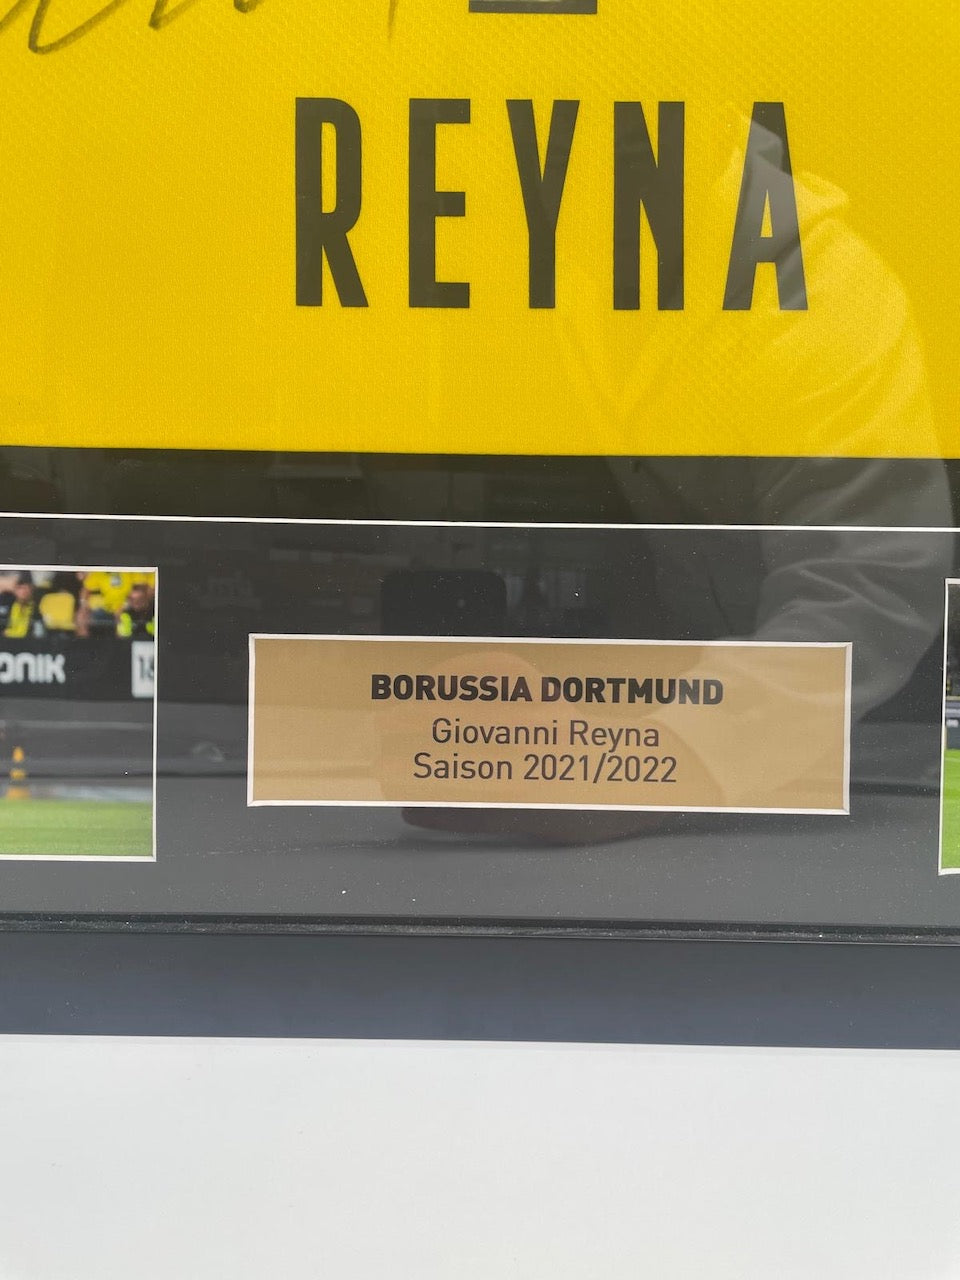 REYNA
BORUSSIA DORTMUND
Giovanni Reyna
Saison 2021/2022